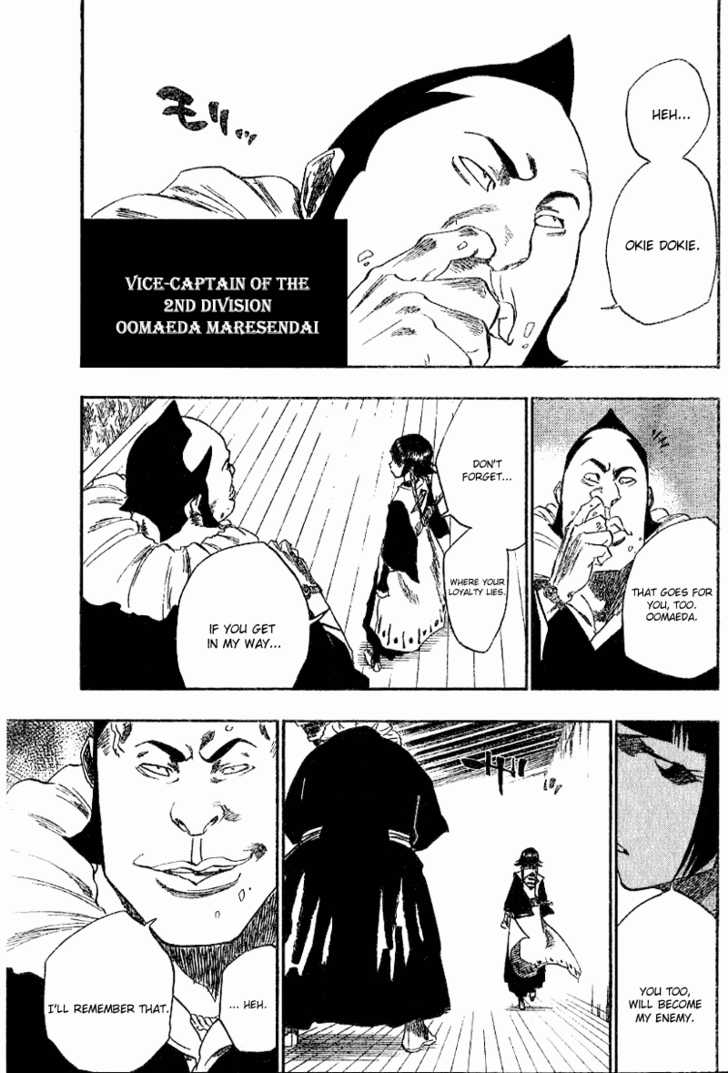 HEH...
OKIE DOKIE.
モリッ
VICE-CAPTAIN OF THE
2ND DIVISION
OOMAEDA MARESENDAI
THAT GOES FOR
YOU, TOO.
OOMAEDA.
DON'T
FORGET...
WHERE YOUR
LOYALTY LIES.
IF YOU GET
IN MY WAY...
YOU TOO,
WILL BECOME
MY ENEMY.
... HEH.
I'LL REMEMBER THAT.